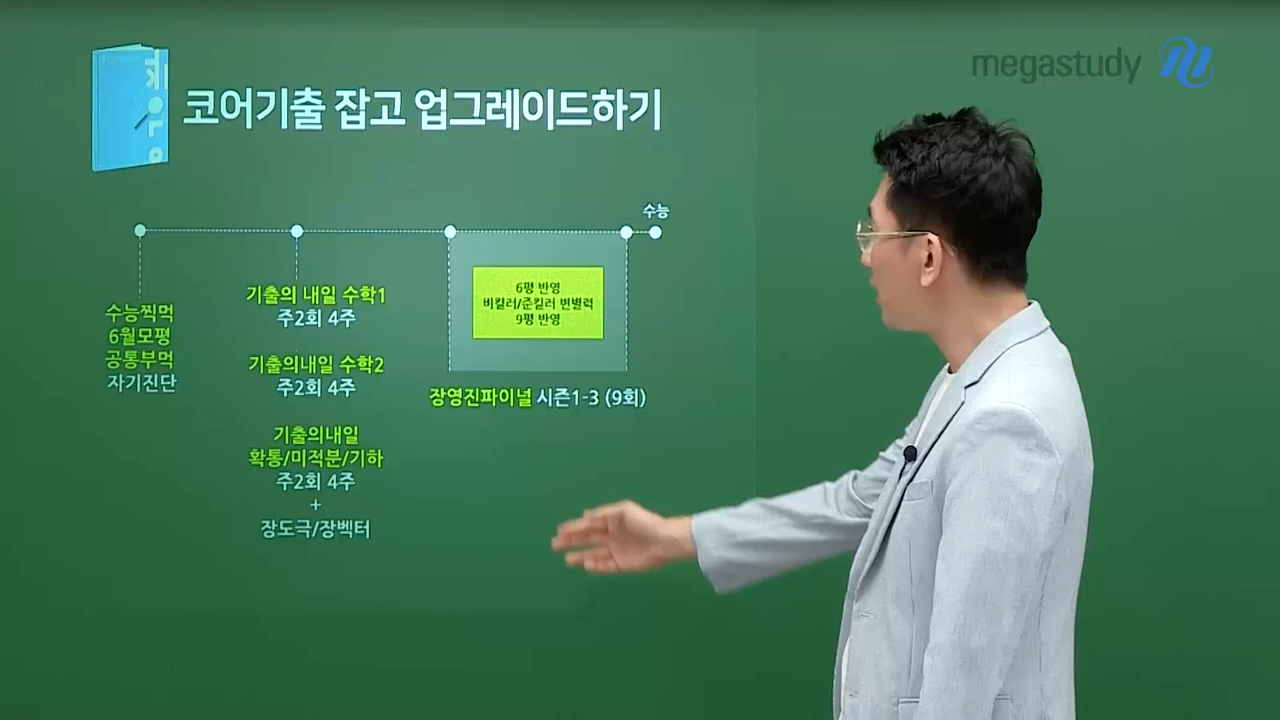 megastudy
코어기출 잡고 업그레이드하기
수능
수능찍먹
6월모평
공통부먹
자기진단
기출의 내일 수학1
주2회 4주
기출의내일 수학2
주2회 4주
기출의내일
확통/미적분/기하
주2회 4주
+
장도극/장벡터
6평 반영
비킬러/준킬러 변별력
9평 반영
장영진파이널 시즌1-3 (9회)